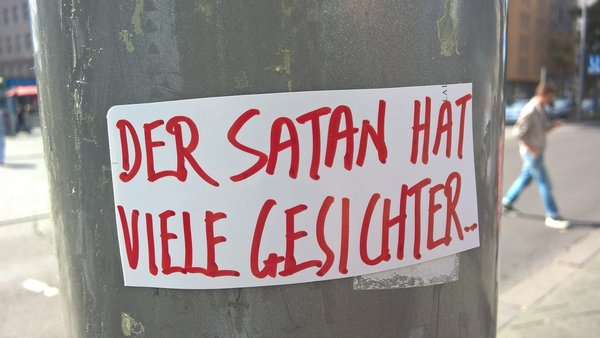 DER SATAN HAT
VIELE GESICHTER..